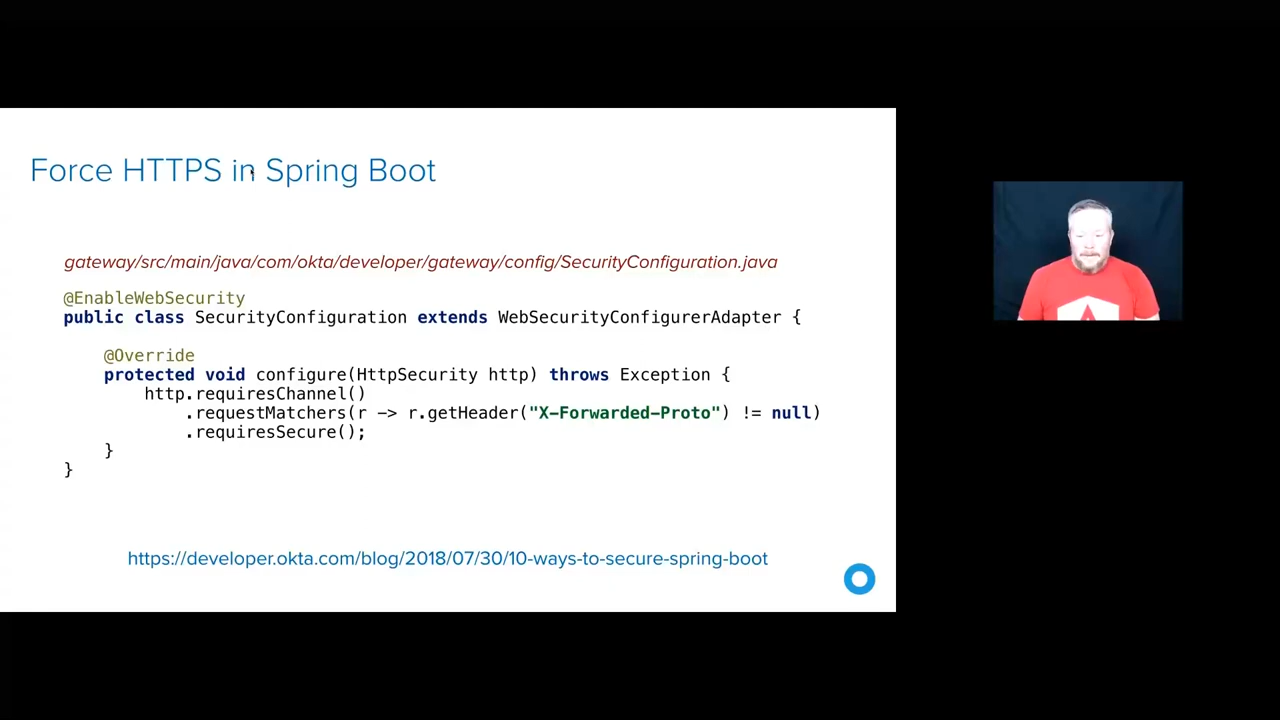 Force HTTPS in Spring Boot
gateway/src/main/java/com/okta/developer/gateway/config/SecurityConfiguration.java
@EnableWebSecurity
public class SecurityConfiguration extends WebSecurityConfigurerAdapter {
@Override
protected void configure(HttpSecurity http) throws Exception {
http.requiresChannel()
.requestMatchers(r -> r.getHeader("X-Forwarded-Proto") != null)
.requiresSecure();
}
}
https://developer.okta.com/blog/2018/07/30/10-ways-to-secure-spring-boot